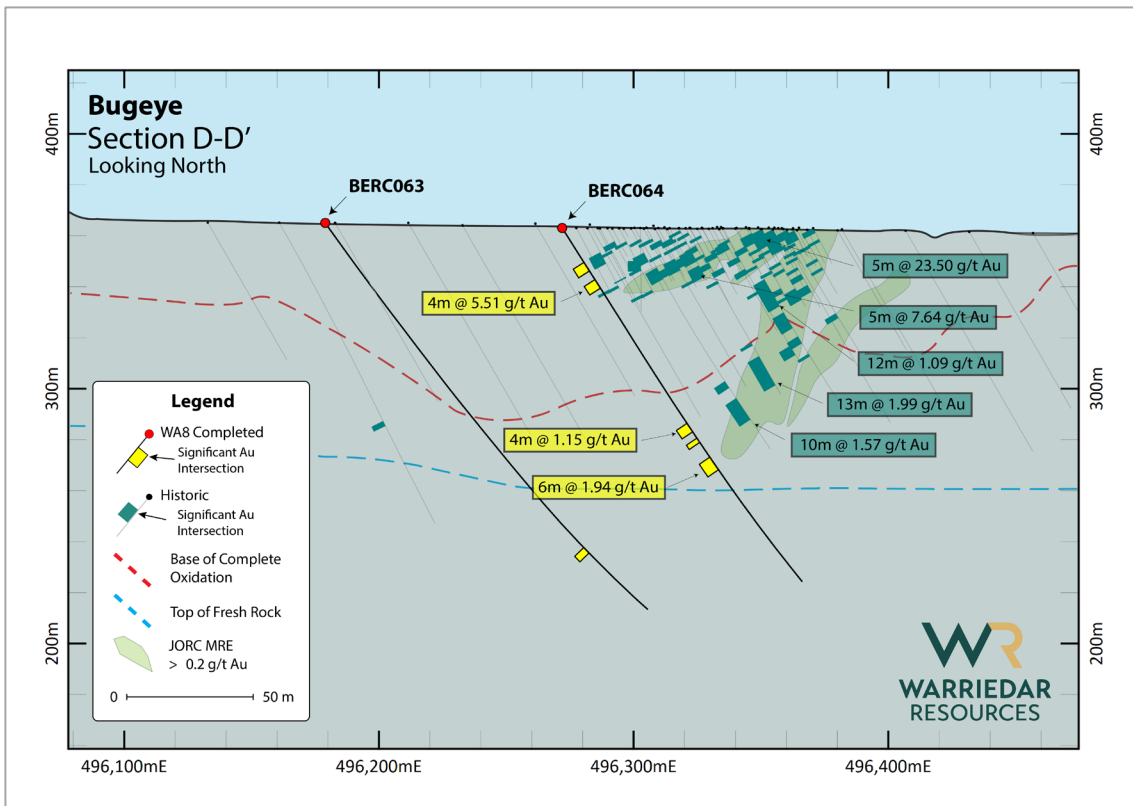 Bugeye
Section D-D’
Looking North
400m
300m
200m
400m
300m
200m
BERC063
BERC064
4m @ 5.51 g/t Au
4m @ 1.15 g/t Au
6m @ 1.94 g/t Au
5m @ 23.50 g/t Au
5m @ 7.64 g/t Au
12m @ 1.09 g/t Au
13m @ 1.99 g/t Au
10m @ 1.57 g/t Au
Legend
WA8 Completed
Significant Au
Intersection
Historic
Significant Au
Intersection
Base of Complete
Oxidation
Top of Fresh Rock
JORC MRE
> 0.2 g/t Au
0 50 m
WR
WARRIEDAR
RESOURCES
496,100mE
496,200mE
496,300mE
496,400mE